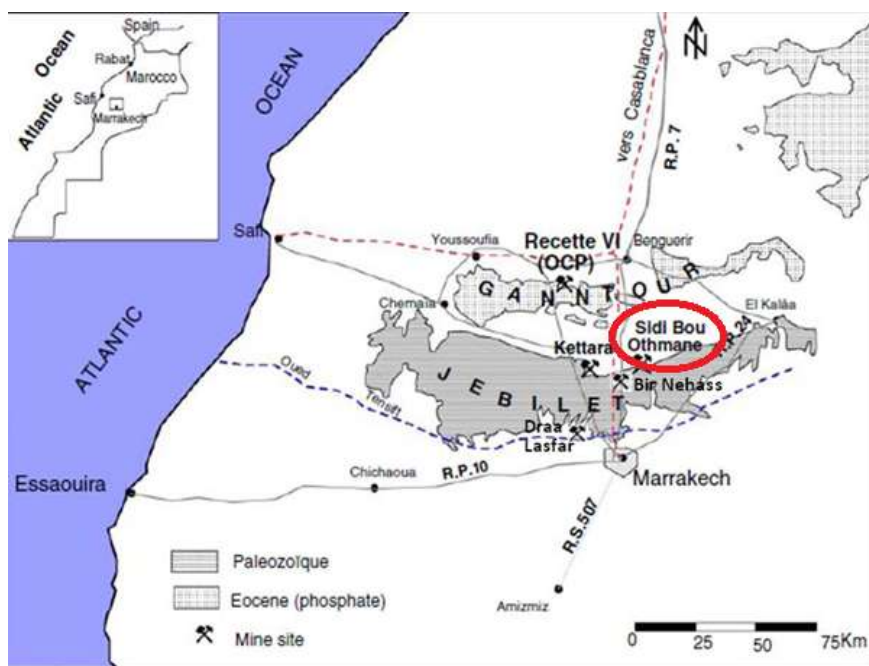 Spain
Ocean
Rabat
Marocco
Atlantic
Safi
Marrakech
OCEAN
vers Casablanca
R.P. 7
N
Safi
Youssoufia
Recette VI
(OCP)
Benguerir
GANNTOUR
Chemaïa
El Kalâa
Sidi Bou
Othmane
R.P.24
ATLANTIC
Kettara
Bir Nehass
JEBILET
Oued
Tensift
Draa
Lasfar
Marrakech
Essaouira
Chichaoua
R.P.10
R.S.507
Amizmiz
Paleozoïque
Eocene (phosphate)
Mine site
0 25 50 75Km